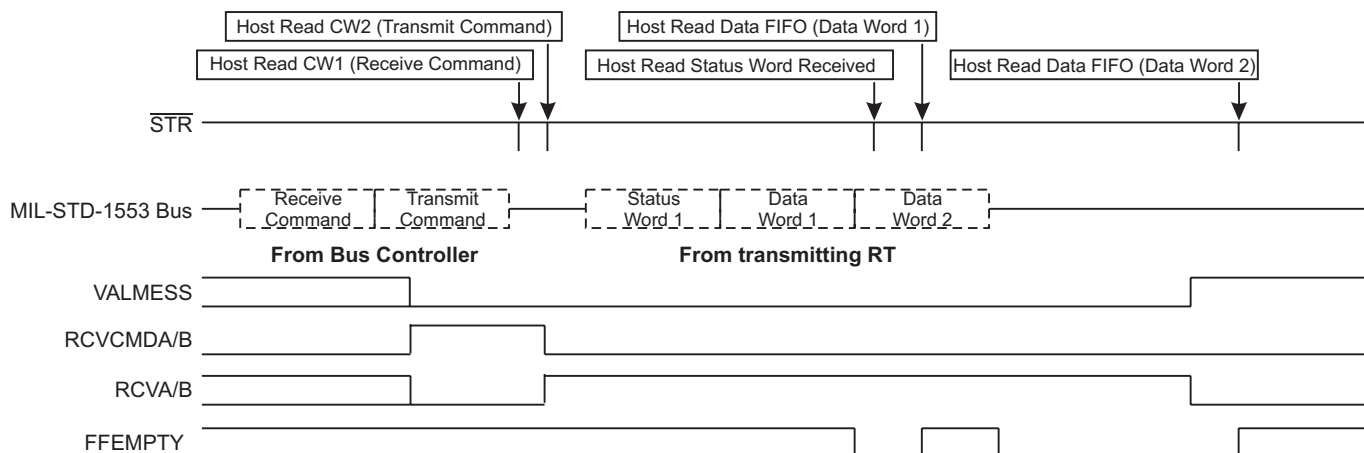 Host Read CW2 (Transmit Command)
Host Read Data FIFO (Data Word 1)
Host Read CW1 (Receive Command)
Host Read Status Word Received
Host Read Data FIFO (Data Word 2)
STR
MIL-STD-1553 Bus
Receive
Command
Transmit
Command
Status
Word 1
Data
Word 1
Data
Word 2
From Bus Controller
From transmitting RT
VALMESS
RCVCMDA/B
RCVA/B
FFEMPTY